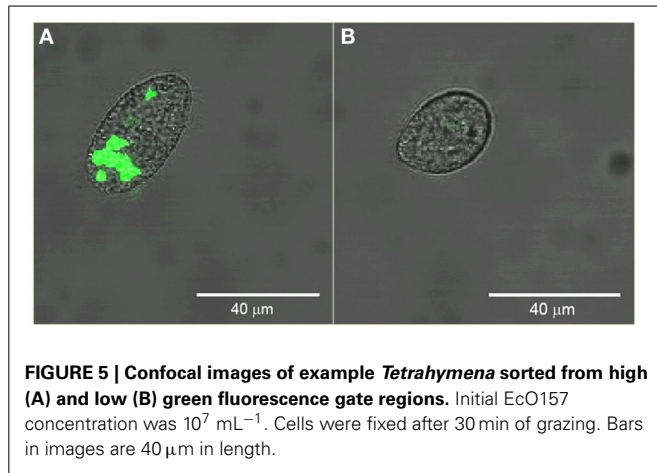 A
B
40 μm
40 μm
FIGURE 5 | Confocal images of example Tetrahymena sorted from high
(A) and low (B) green fluorescence gate regions. Initial EcO157
concentration was 10⁷ mL⁻¹. Cells were fixed after 30 min of grazing. Bars
in images are 40 μm in length.